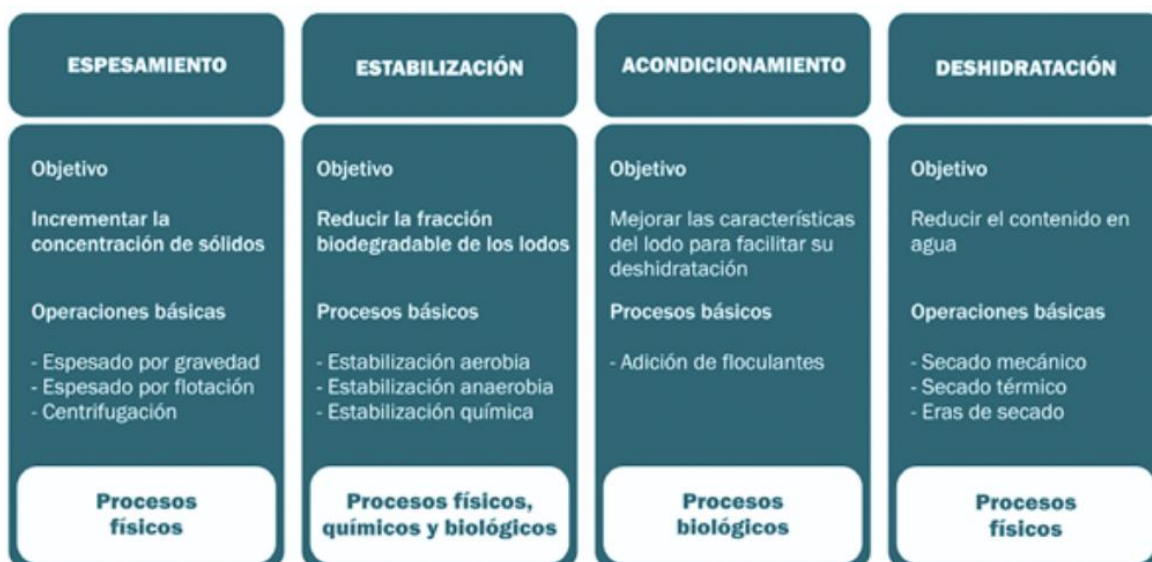 ESPESAMIENTO
Objetivo
Incrementar la
concentración de sólidos
Operaciones básicas
- Espesado por gravedad
- Espesado por flotación
- Centrifugación
Procesos
físicos
ESTABILIZACIÓN
Objetivo
Reducir la fracción
biodegradable de los lodos
Procesos básicos
- Estabilización aerobia
- Estabilización anaerobia
- Estabilización química
Procesos físicos,
químicos y biológicos
ACONDICIONAMIENTO
Objetivo
Mejorar las características
del lodo para facilitar su
deshidratación
Procesos básicos
- Adición de floculantes
Procesos
biológicos
DESHIDRATACIÓN
Objetivo
Reducir el contenido en
agua
Operaciones básicas
- Secado mecánico
- Secado térmico
- Eras de secado
Procesos
físicos